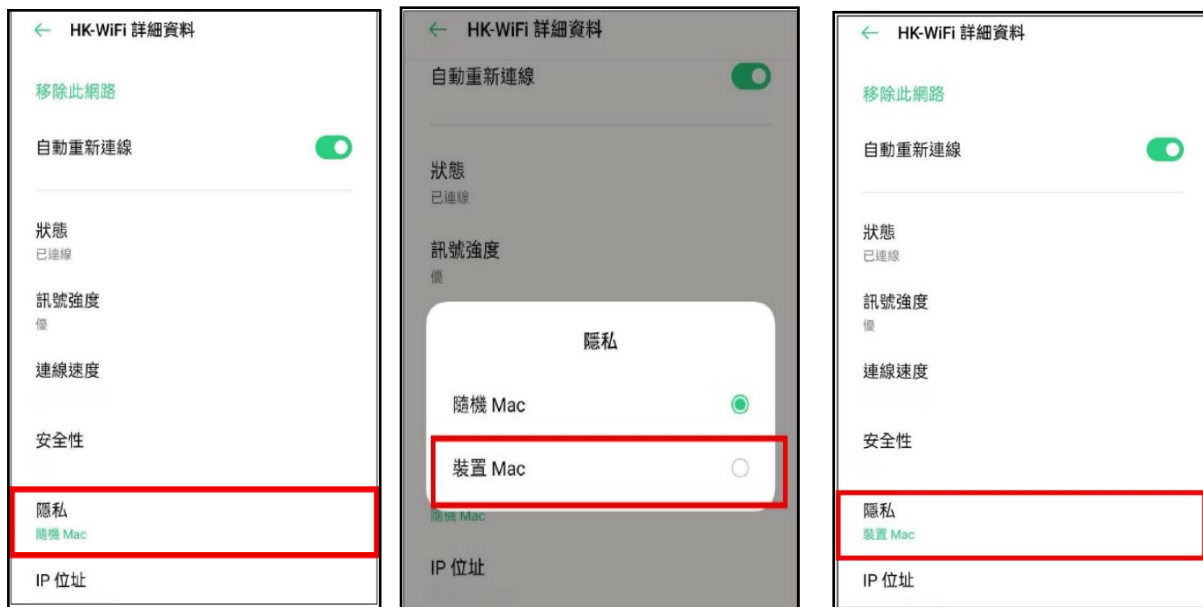 ← HK-WiFi 詳細資料
移除此網路
自動重新連線
狀態
已連線
訊號強度
優
連線速度
安全性
隱私
隨機 Mac
IP 位址
← HK-WiFi 詳細資料
自動重新連線
狀態
已連線
訊號強度
優
隱私
隨機 Mac
裝置 Mac
隨機 Mac
IP 位址
← HK-WiFi 詳細資料
移除此網路
自動重新連線
狀態
已連線
訊號強度
優
連線速度
安全性
隱私
裝置 Mac
IP 位址